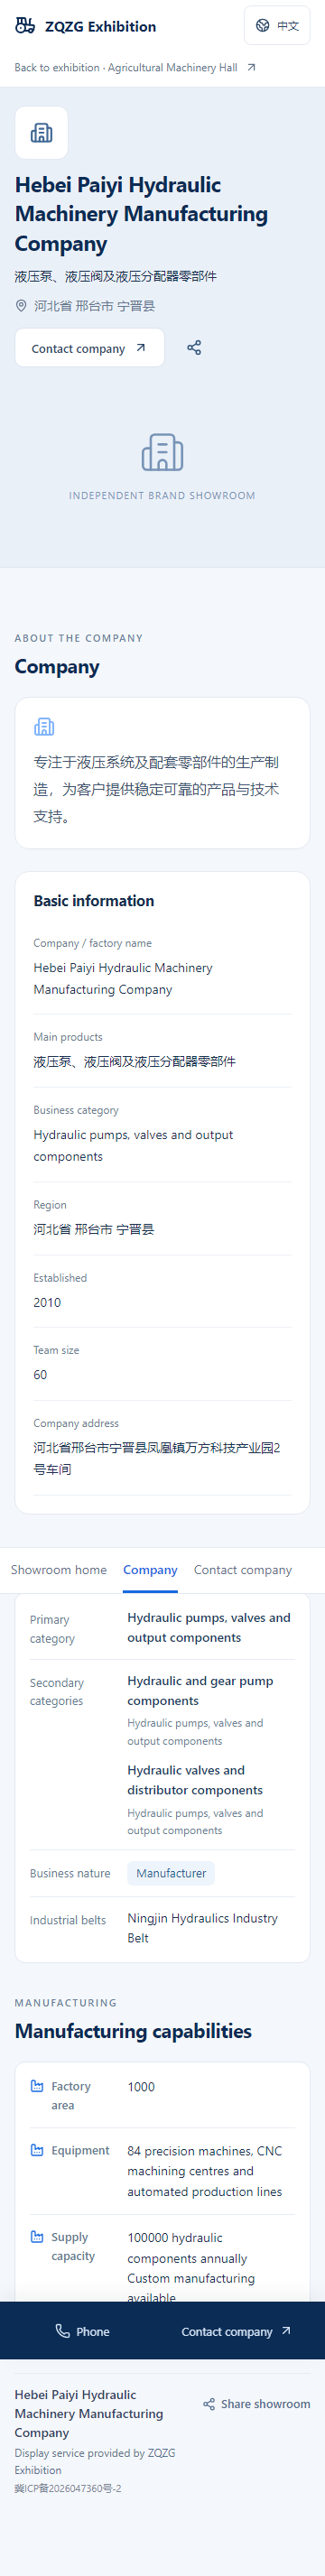 ZQZG Exhibition
中文
Back to exhibition · Agricultural Machinery Hall
Hebei Paiyi Hydraulic
Machinery Manufacturing
Company
液压泵、液压阀及液压分配器零部件
河北省 邢台市 宁晋县
Contact company
INDEPENDENT BRAND SHOWROOM
ABOUT THE COMPANY
Company
专注于液压系统及配套零部件的生产制
造，为客户提供稳定可靠的产品与技术
支持。
Basic information
Company / factory name
Hebei Paiyi Hydraulic Machinery
Manufacturing Company
Main products
液压泵、液压阀及液压分配器零部件
Business category
Hydraulic pumps, valves and output
components
Region
河北省 邢台市 宁晋县
Established
2010
Team size
60
Company address
河北省邢台市宁晋县凤凰镇万方科技产业园2
号车间
Showroom home
Company
Contact company
Primary
category
Hydraulic pumps, valves and
output components
Secondary
categories
Hydraulic and gear pump
components
Hydraulic pumps, valves and
output components
Hydraulic valves and
distributor components
Hydraulic pumps, valves and
output components
Business nature
Manufacturer
Industrial belts
Ningjin Hydraulics Industry
Belt
MANUFACTURING
Manufacturing capabilities
Factory
area
1000
Equipment
84 precision machines, CNC
machining centres and
automated production lines
Supply
capacity
100000 hydraulic
components annually
Custom manufacturing
available
Phone
Contact company
Hebei Paiyi Hydraulic
Machinery Manufacturing
Company
Share showroom
Display service provided by ZQZG
Exhibition
冀ICP备2026047360号-2